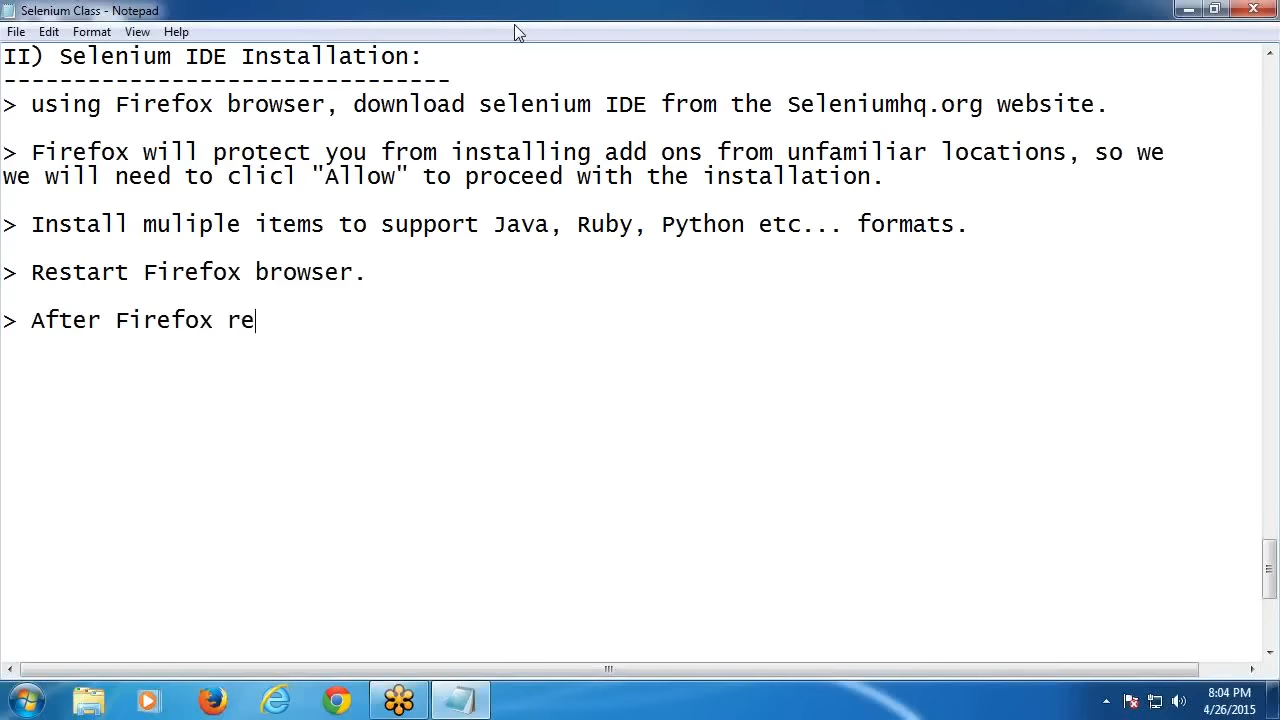 Selenium Class - Notepad
File Edit Format View Help
II) Selenium IDE Installation:
--------------------------------
> using Firefox browser, download selenium IDE from the Seleniumhq.org website.
> Firefox will protect you from installing add ons from unfamiliar locations, so we
we will need to clicl "Allow" to proceed with the installation.
> Install muliple items to support Java, Ruby, Python etc... formats.
> Restart Firefox browser.
> After Firefox re
8:04 PM
4/26/2015